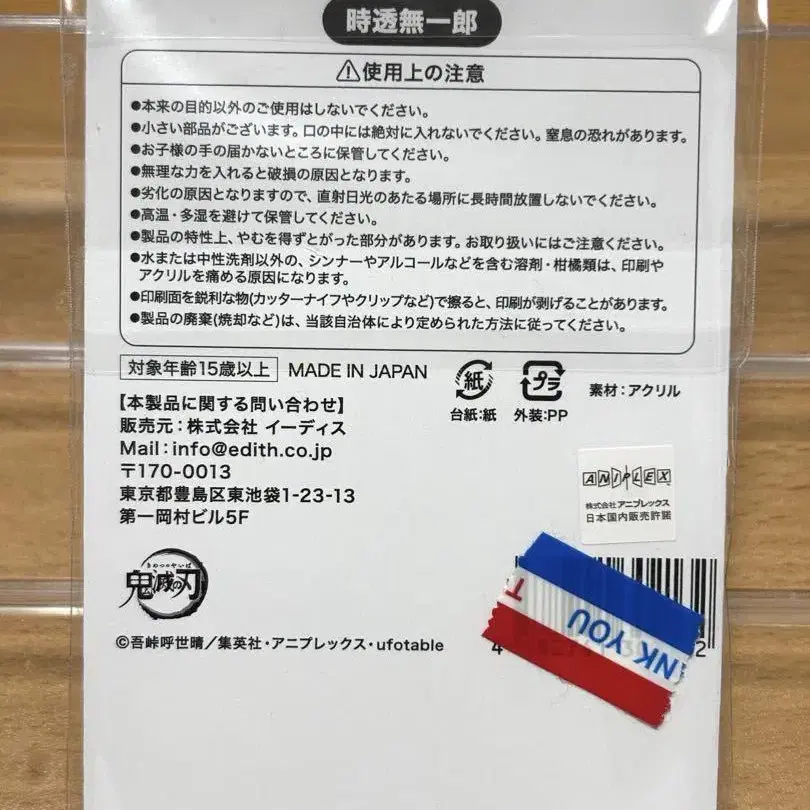 時透無一郎
⚠使用上の注意
●本来の目的以外のご使用はしないでください。
●小さい部品がございます。口の中には絶対に入れないでください。窒息の恐れがあります。
●お子様の手の届かないところに保管してください。
●無理な力を入れると破損の原因となります。
●劣化の原因となりますので、直射日光のあたる場所に長時間放置しないでください。
●高温・多湿を避けて保管してください。
●製品の特性上、やむを得ずとがった部分があります。お取り扱いにはご注意ください。
●水または中性洗剤以外の、シンナーやアルコールなどを含む溶剤・柑橘類は、印刷や
アクリルを痛める原因になります。
●印刷面を鋭利な物(カッターナイフやクリップなど)で擦ると、印刷が剥げることがあります。
●製品の廃棄(焼却など)は、当該自治体により定められた方法に従ってください。
対象年齢15歳以上 MADE IN JAPAN
紙 プラ
台紙:紙 外装:PP
素材:アクリル
【本製品に関する問い合わせ】
販売元:株式会社 イーディス
Mail:info@edith.co.jp
〒170-0013
東京都豊島区東池袋1-23-13
第一岡村ビル5F
ANIPLEX
株式会社アニプレックス
日本国内販売許諾
きめつのやいば
鬼滅の刃
©吾峠呼世晴/集英社・アニプレックス・ufotable
NK YOU
T